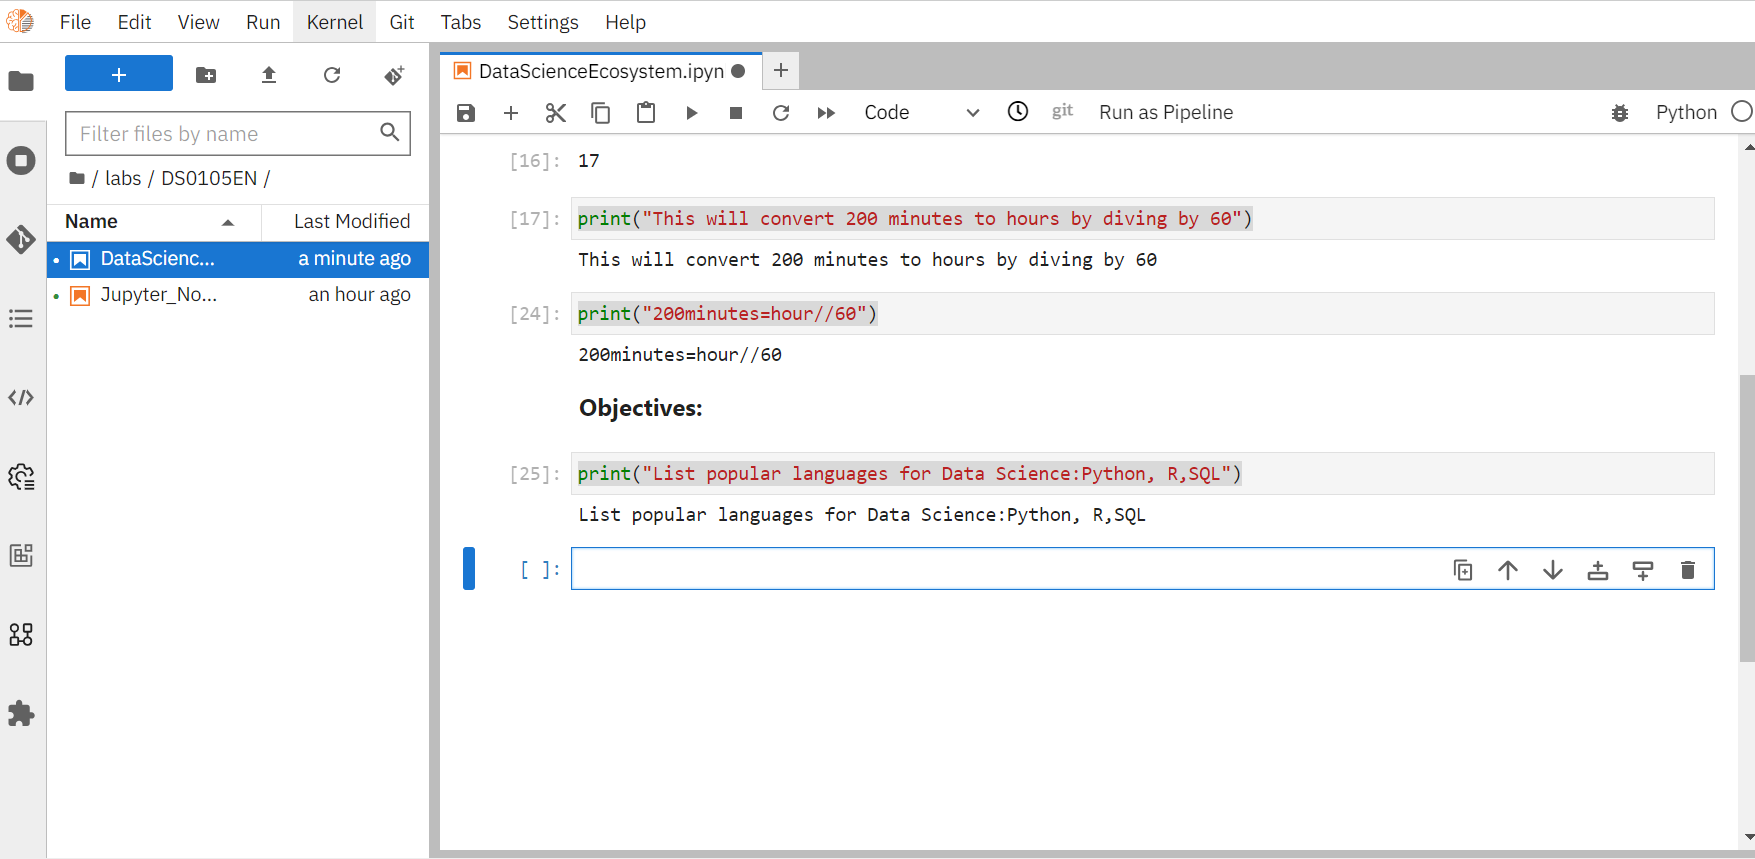 File Edit View Run Kernel Git Tabs Settings Help
+
Filter files by name
/ labs / DS0105EN /
Name Last Modified
DataScienc... a minute ago
Jupyter_No... an hour ago
DataScienceEcosystem.ipyn
Code git Run as Pipeline Python
[16]: 17
[17]: print("This will convert 200 minutes to hours by diving by 60")
This will convert 200 minutes to hours by diving by 60
[24]: print("200minutes=hour//60")
200minutes=hour//60
Objectives:
[25]: print("List popular languages for Data Science:Python, R,SQL")
List popular languages for Data Science:Python, R,SQL
[ ]: